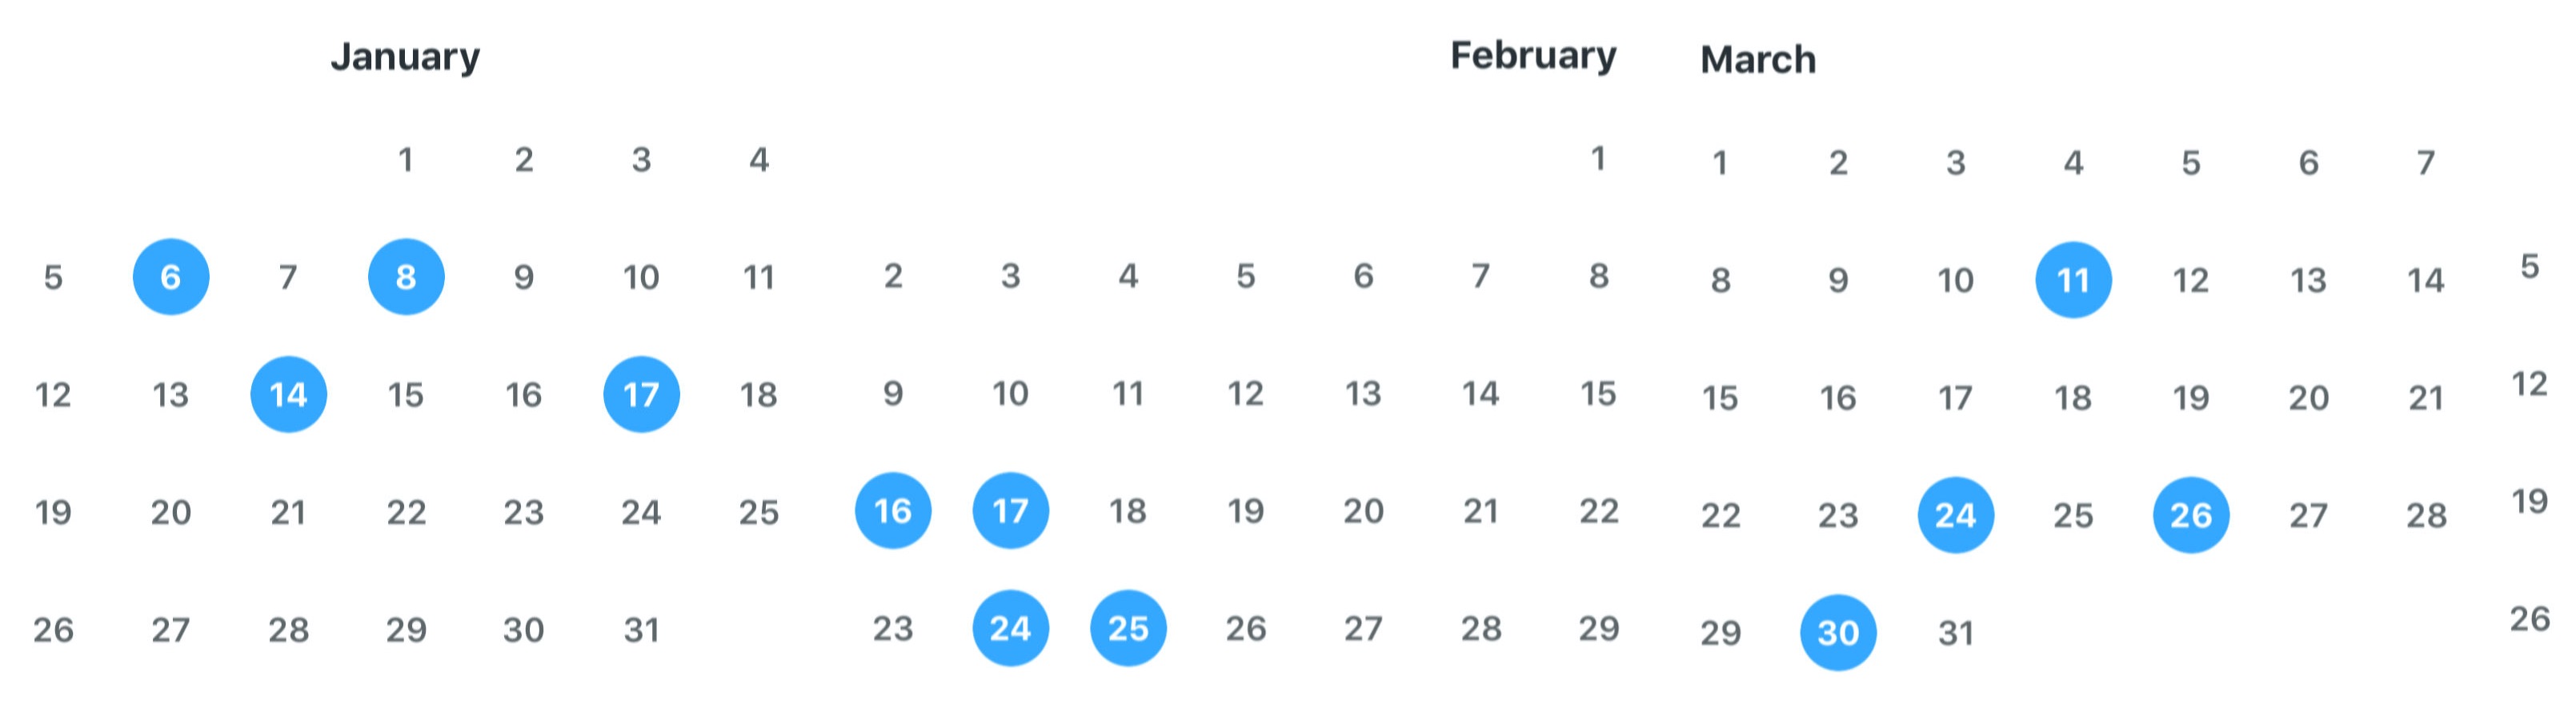 January
1 2 3 4
5 6 7 8 9 10 11
12 13 14 15 16 17 18
19 20 21 22 23 24 25
26 27 28 29 30 31
February
1
2 3 4 5 6 7 8
9 10 11 12 13 14 15
16 17 18 19 20 21 22
23 24 25 26 27 28 29
March
1 2 3 4 5 6 7
8 9 10 11 12 13 14
15 16 17 18 19 20 21
22 23 24 25 26 27 28
29 30 31
5
12
19
26